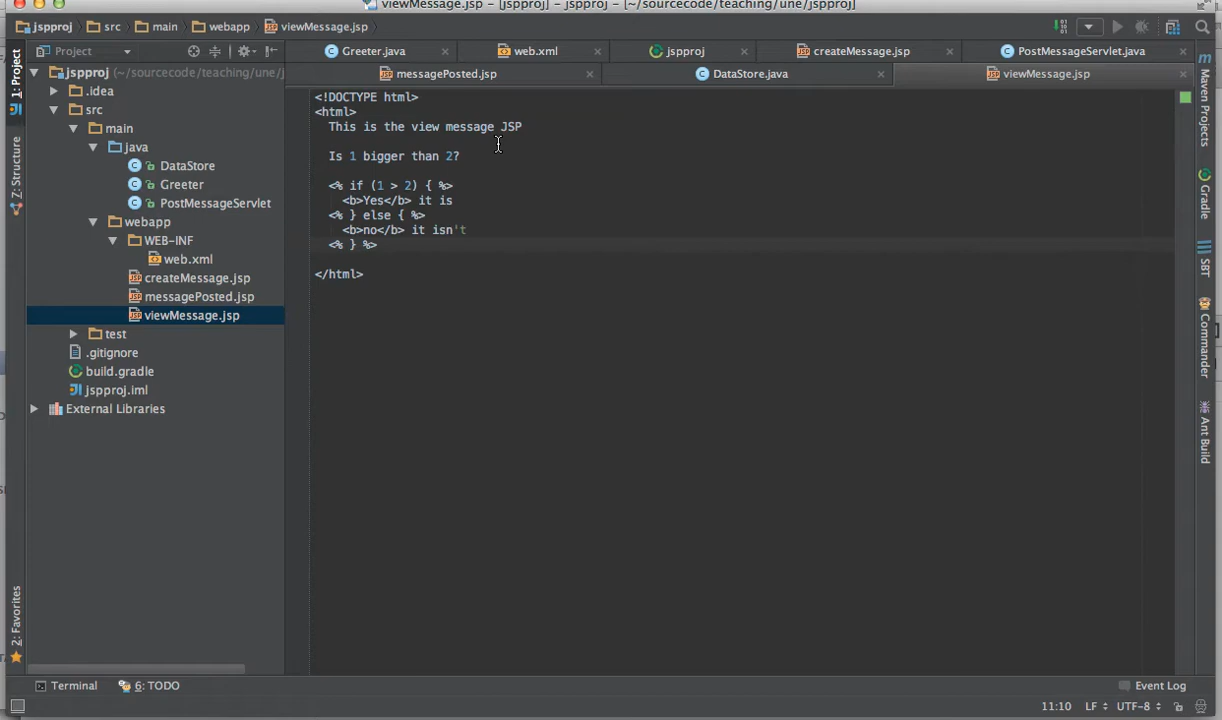 viewMessage.jsp - [jspproj] - jspproj - [~/sourcecode/teaching/une/jspproj]
jspproj src main webapp viewMessage.jsp
Project
Greeter.java web.xml jspproj createMessage.jsp PostMessageServlet.java
messagePosted.jsp DataStore.java viewMessage.jsp
1: Project
Z: Structure
2: Favorites
jspproj (~/sourcecode/teaching/une/j
.idea
src
main
java
DataStore
Greeter
PostMessageServlet
webapp
WEB-INF
web.xml
createMessage.jsp
messagePosted.jsp
viewMessage.jsp
test
.gitignore
build.gradle
jspproj.iml
External Libraries
<!DOCTYPE html>
<html>
This is the view message JSP
Is 1 bigger than 2?
<% if (1 > 2) { %>
<b>Yes</b> it is
<% } else { %>
<b>no</b> it isn't
<% } %>
</html>
Maven Projects
Gradle
SBT
Commander
Ant Build
Terminal 6: TODO Event Log
11:10 LF UTF-8